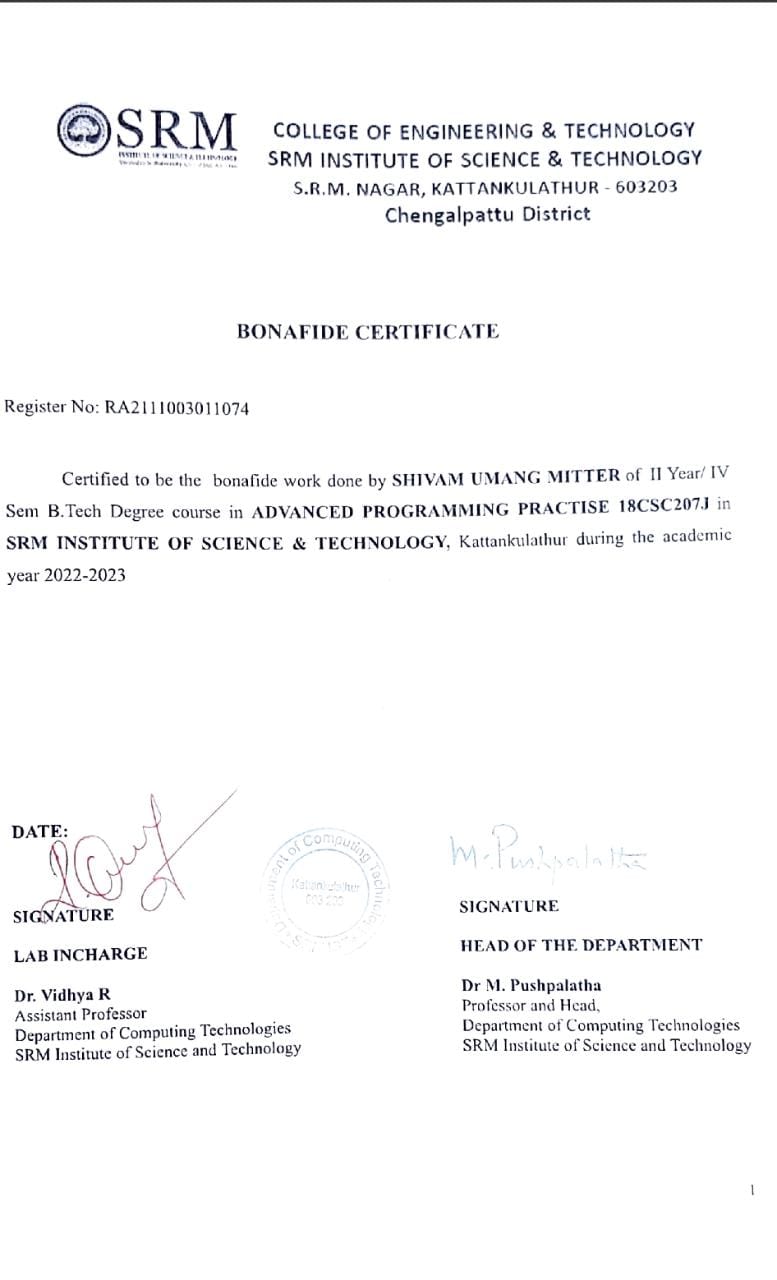 SRM
INSTITUTE OF SCIENCE & TECHNOLOGY
COLLEGE OF ENGINEERING & TECHNOLOGY
SRM INSTITUTE OF SCIENCE & TECHNOLOGY
S.R.M. NAGAR, KATTANKULATHUR - 603203
Chengalpattu District
BONAFIDE CERTIFICATE
Register No: RA2111003011074
Certified to be the bonafide work done by SHIVAM UMANG MITTER of II Year/ IV
Sem B.Tech Degree course in ADVANCED PROGRAMMING PRACTISE 18CSC207J in
SRM INSTITUTE OF SCIENCE & TECHNOLOGY, Kattankulathur during the academic
year 2022-2023
DATE:
of Computing Technology
Kattankulathur
603 203
M. Pushpalatha
SIGNATURE
LAB INCHARGE
Dr. Vidhya R
Assistant Professor
Department of Computing Technologies
SRM Institute of Science and Technology
SIGNATURE
HEAD OF THE DEPARTMENT
Dr M. Pushpalatha
Professor and Head,
Department of Computing Technologies
SRM Institute of Science and Technology
1